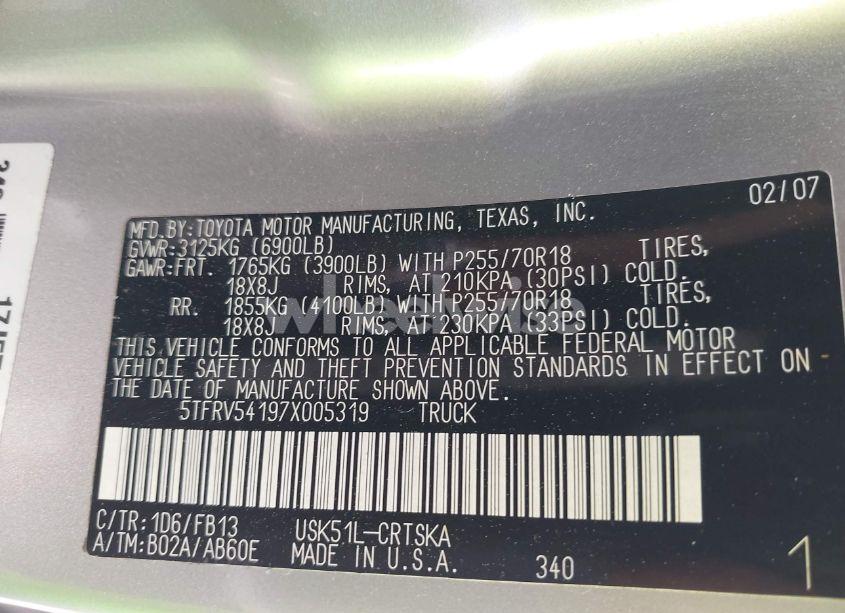 02/07
MFD.BY:TOYOTA MOTOR MANUFACTURING, TEXAS, INC.
GVWR:3125KG (6900LB)
GAWR:FRT. 1765KG (3900LB) WITH P255/70R18 TIRES,
18X8J RIMS, AT 210KPA (30PSI) COLD.
RR. 1855KG (4100LB) WITH P255/70R18 TIRES,
18X8J RIMS, AT 230KPA (33PSI) COLD.
THIS VEHICLE CONFORMS TO ALL APPLICABLE FEDERAL MOTOR
VEHICLE SAFETY AND THEFT PREVENTION STANDARDS IN EFFECT ON
THE DATE OF MANUFACTURE SHOWN ABOVE.
5TFRV54197X005319 TRUCK
C/TR:1D6/FB13 USK51L-CRTSKA
A/TM:B02A/AB60E MADE IN U.S.A. 340 1